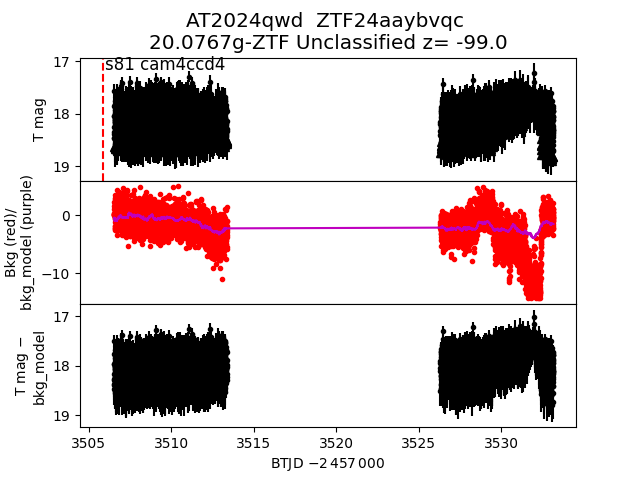 AT2024qwd  ZTF24aaybvqc
20.0767g-ZTF Unclassified z= -99.0
s81 cam4ccd4
17
18
19
T mag
0
−10
Bkg (red)/
bkg_model (purple)
17
18
19
T mag −
bkg_model
3505
3510
3515
3520
3525
3530
BTJD −2 457 000